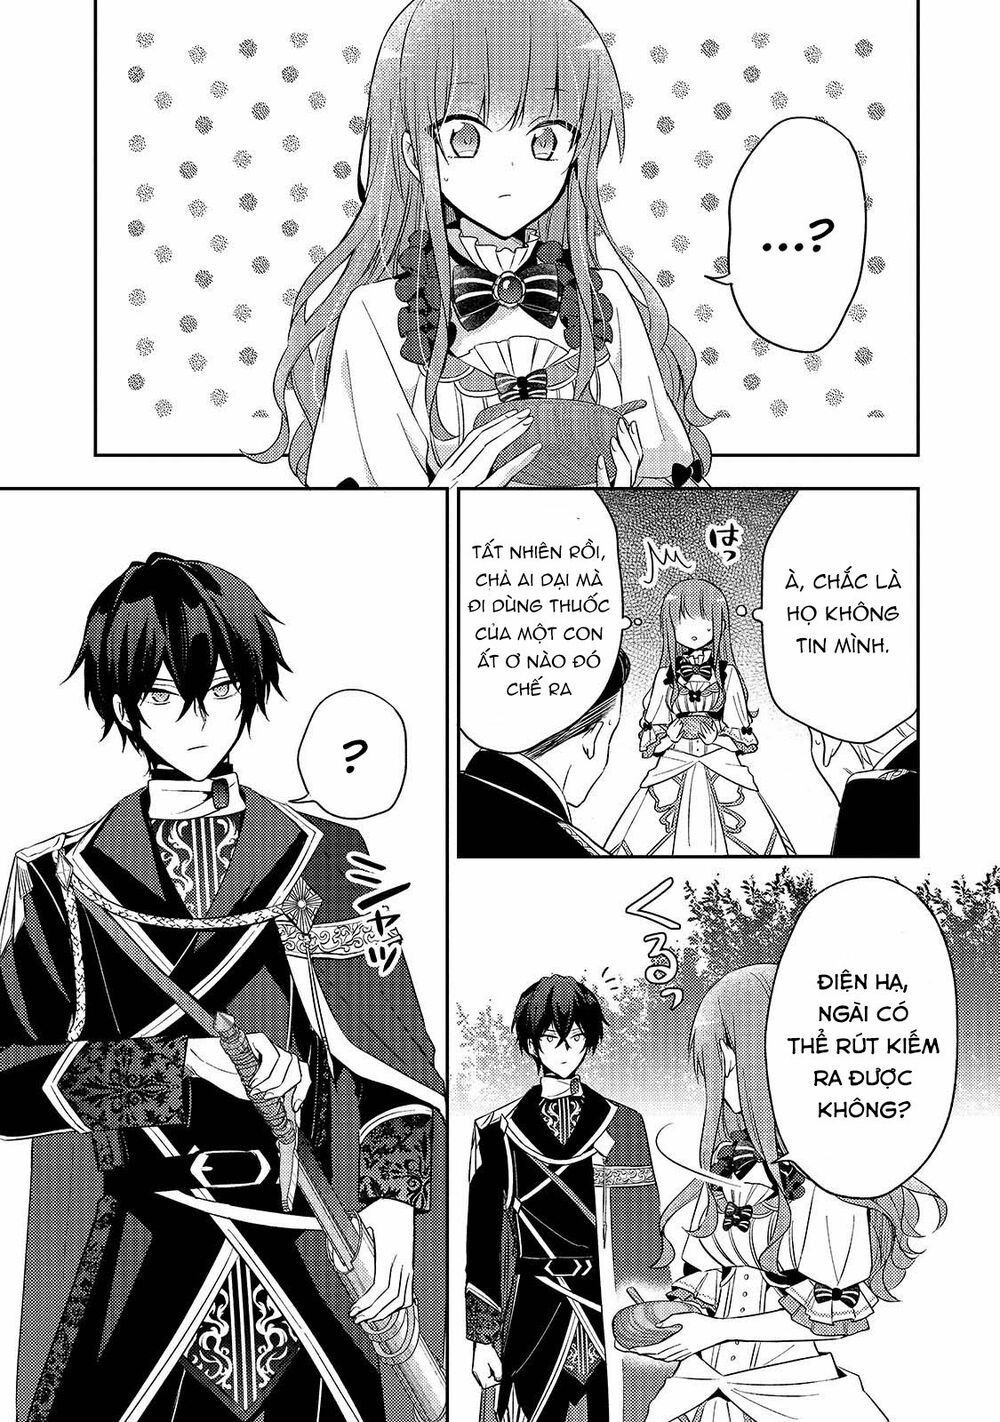 ...?
À, CHẮC LÀ
HỌ KHÔNG
TIN MÌNH.
はっ
TẤT NHIÊN RỒI,
CHẢ AI DẠI MÀ
ĐI DÙNG THUỐC
CỦA MỘT CON
ẤT Ơ NÀO ĐÓ
CHẾ RA
くるっ
ĐIỆN HẠ,
NGÀI CÓ
THỂ RÚT KIẾM
RA ĐƯỢC
KHÔNG?
?
シャッ